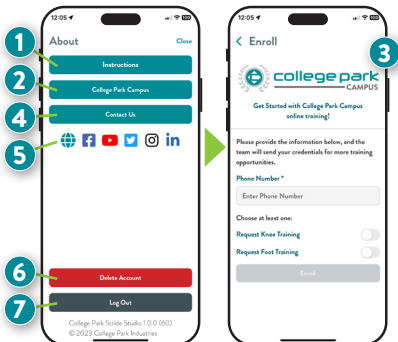 12:05
About
Close
1
Instructions
2
College Park Campus
4
Contact Us
5
6
Delete Account
7
Log Out
College Park Stride Studio 1.0.0 (60)
© 2023 College Park Industries
12:05
Enroll
3
college park
CAMPUS
Get Started with College Park Campus
online training!
Please provide the information below, and the
team will send your credentials for more training
opportunities.
Phone Number *
Enter Phone Number
Choose at least one:
Request Knee Training
Request Foot Training
Enroll